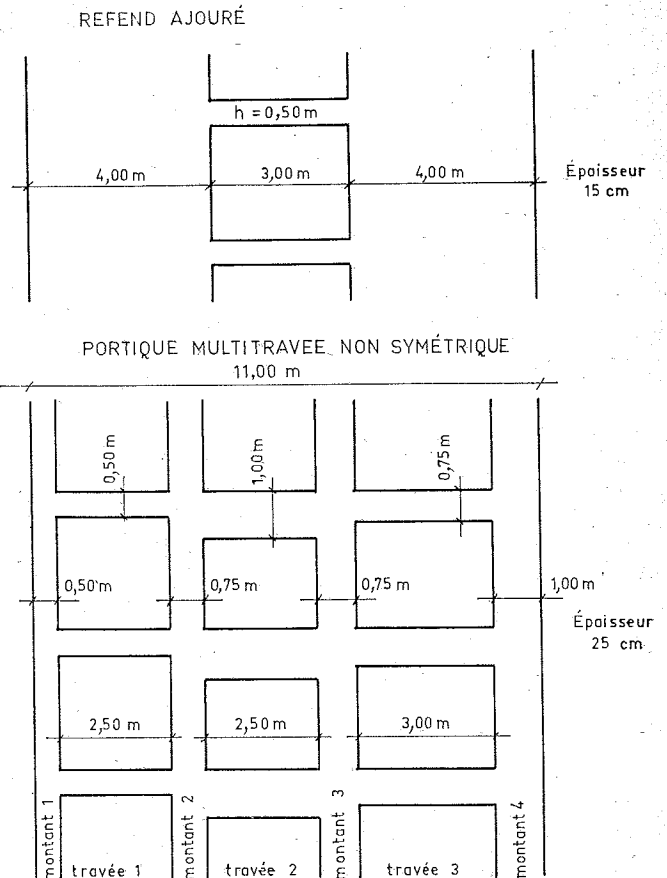 REFEND AJOURÉ
h = 0,50 m
4,00 m
3,00 m
4,00 m
Épaisseur
15 cm
PORTIQUE MULTITRAVEE NON SYMÉTRIQUE
11,00 m
0,50 m
1,00 m
0,75 m
0,50 m
0,75 m
0,75 m
1,00 m
Épaisseur
25 cm
2,50 m
2,50 m
3,00 m
montant 1
montant 2
montant 3
montant 4
travée 1
travée 2
travée 3